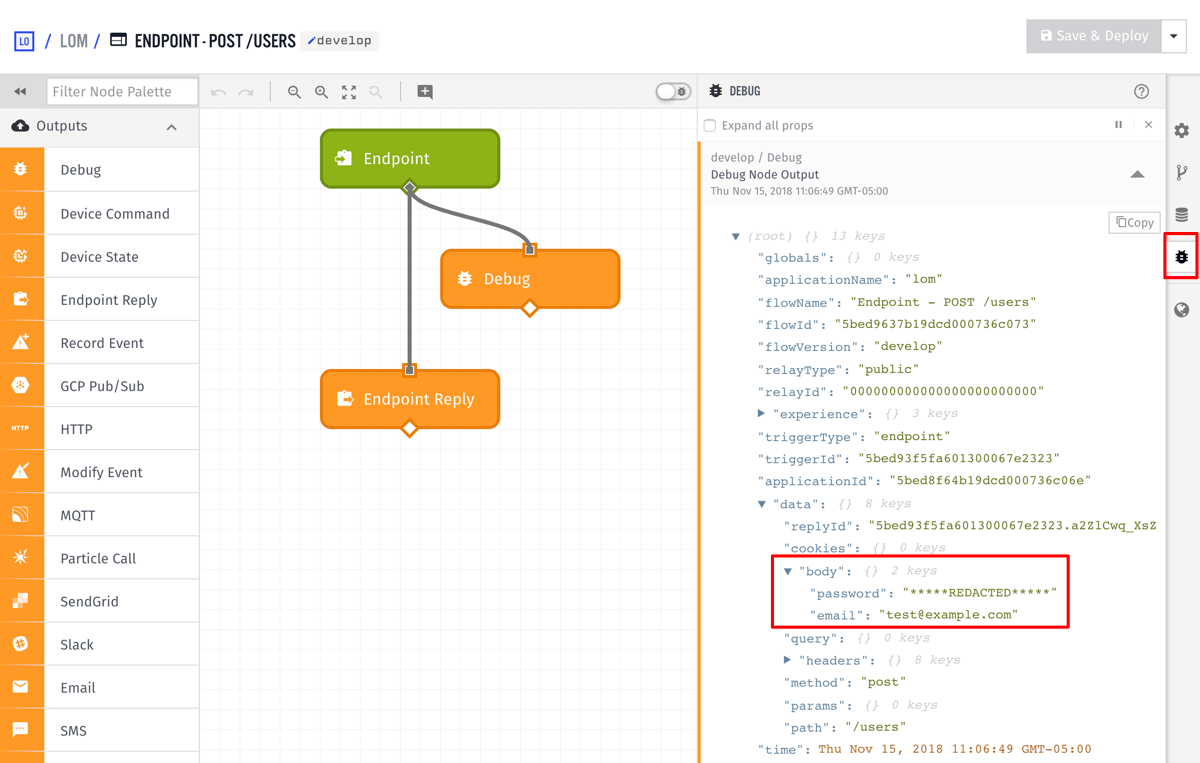 LO / LOM / ENDPOINT - POST /USERS develop
Save & Deploy
Filter Node Palette
Outputs
Debug
Device Command
Device State
Endpoint Reply
Record Event
GCP Pub/Sub
HTTP HTTP
Modify Event
MQTT
Particle Call
SendGrid
Slack
Email
SMS
Endpoint
Debug
Endpoint Reply
DEBUG
Expand all props
develop / Debug
Debug Node Output
Thu Nov 15, 2018 11:06:49 GMT-05:00
Copy
(root) {} 13 keys
"globals": {} 0 keys
"applicationName": "lom"
"flowName": "Endpoint - POST /users"
"flowId": "5bed9637b19dcd000736c073"
"flowVersion": "develop"
"relayType": "public"
"relayId": "000000000000000000000000"
"experience": {} 3 keys
"triggerType": "endpoint"
"triggerId": "5bed93f5fa601300067e2323"
"applicationId": "5bed8f64b19dcd000736c06e"
"data": {} 8 keys
"replyId": "5bed93f5fa601300067e2323.a2ZlCwq_XsZ
"cookies": {} 0 keys
"body": {} 2 keys
"password": "*****REDACTED*****"
"email": "test@example.com"
"query": {} 0 keys
"headers": {} 8 keys
"method": "post"
"params": {} 0 keys
"path": "/users"
"time": Thu Nov 15, 2018 11:06:49 GMT-05:00